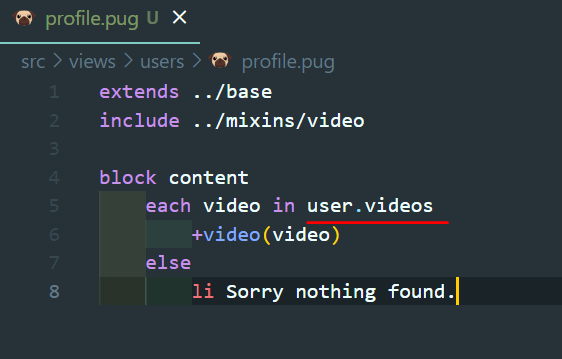 profile.pug U ×
src > views > users > profile.pug
1 extends ../base
2 include ../mixins/video
3
4 block content
5 each video in user.videos
6 +video(video)
7 else
8 li Sorry nothing found.